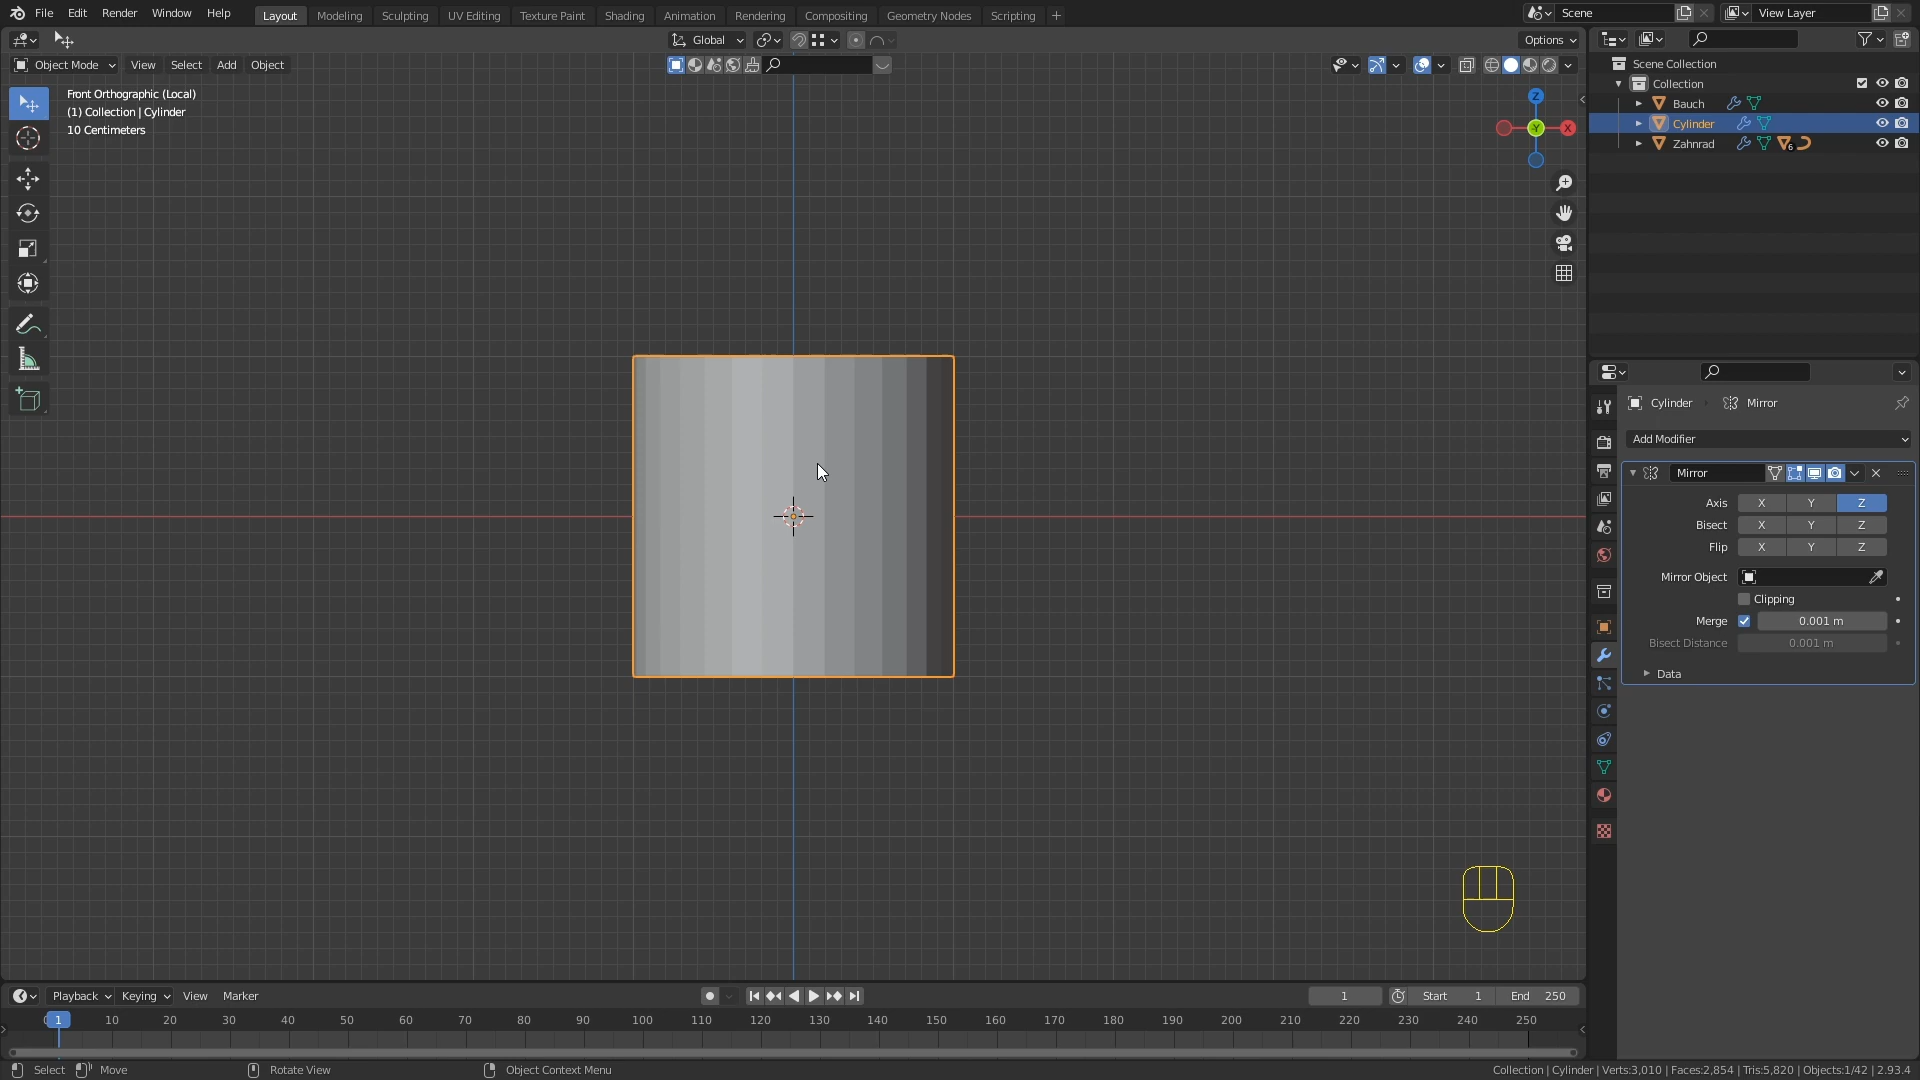 File Edit Render Window Help Layout Modeling Sculpting UV Editing Texture Paint Shading Animation Rendering Compositing Geometry Nodes Scripting + Scene View Layer
Global Options
Object Mode View Select Add Object
Front Orthographic (Local)
(1) Collection | Cylinder
10 Centimeters
Z
Y
X
Scene Collection
Collection
Bauch
Cylinder
Zahnrad 6
Cylinder Mirror
Add Modifier
Mirror
Axis X Y Z
Bisect X Y Z
Flip X Y Z
Mirror Object
Clipping
Merge 0.001 m
Bisect Distance 0.001 m
Data
Playback Keying View Marker 1 Start 1 End 250
1 10 20 30 40 50 60 70 80 90 100 110 120 130 140 150 160 170 180 190 200 210 220 230 240 250
Select Move Rotate View Object Context Menu Collection | Cylinder | Verts:3,010 | Faces:2,854 | Tris:5,820 | Objects:1/42 | 2.93.4